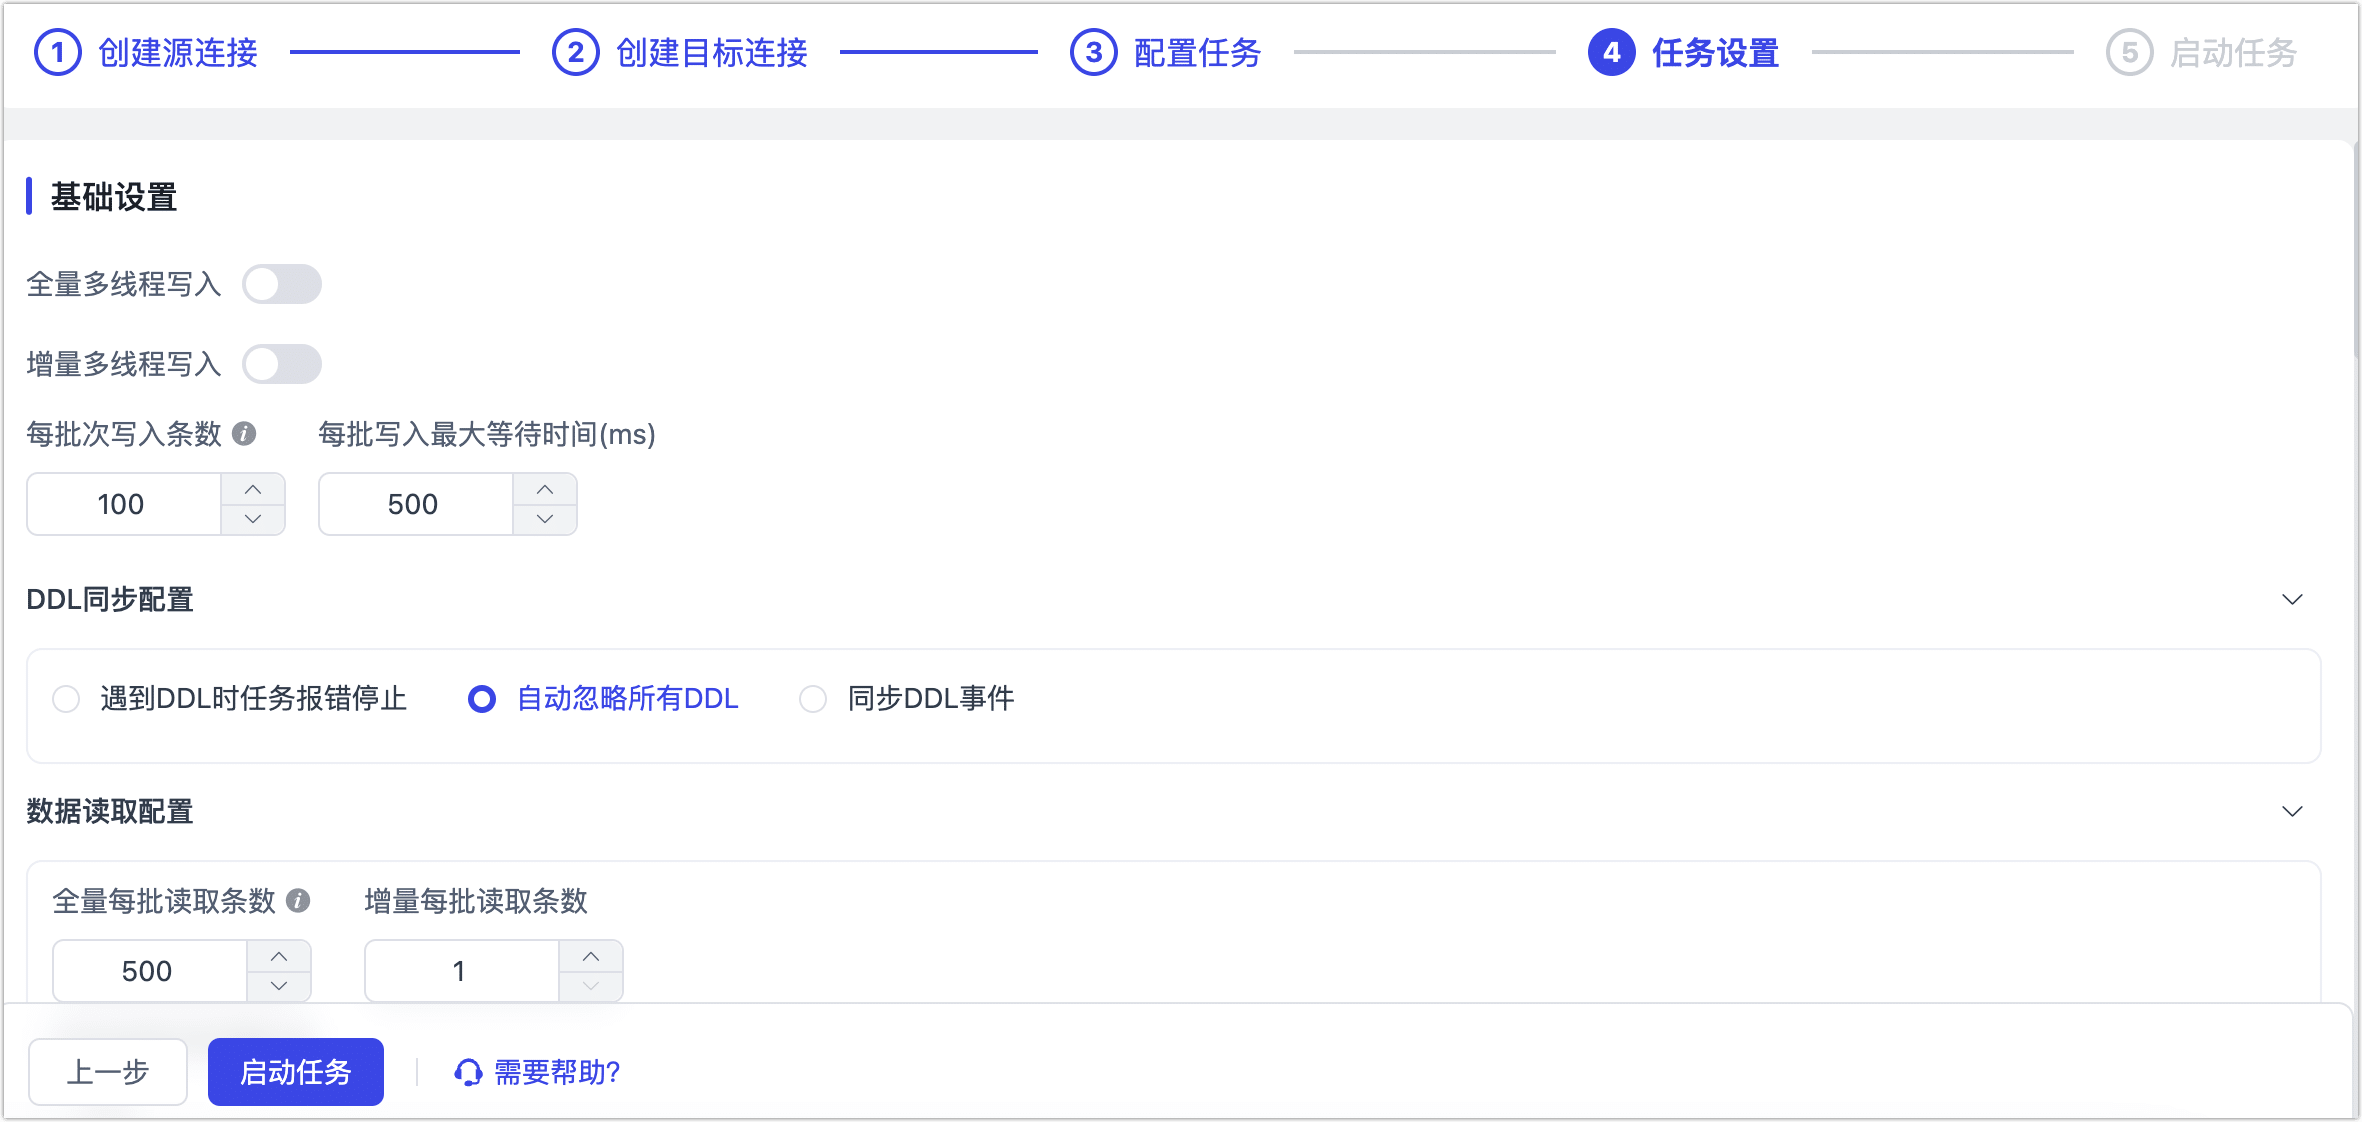 1 创建源连接 2 创建目标连接 3 配置任务 4 任务设置 5 启动任务
基础设置
全量多线程写入
增量多线程写入
每批次写入条数 i 每批写入最大等待时间(ms)
100 500
DDL同步配置
遇到DDL时任务报错停止 自动忽略所有DDL 同步DDL事件
数据读取配置
全量每批读取条数 i 增量每批读取条数
500 1
上一步 启动任务 需要帮助?